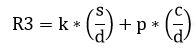 R3 = k * (s/d) + p * (c/d)